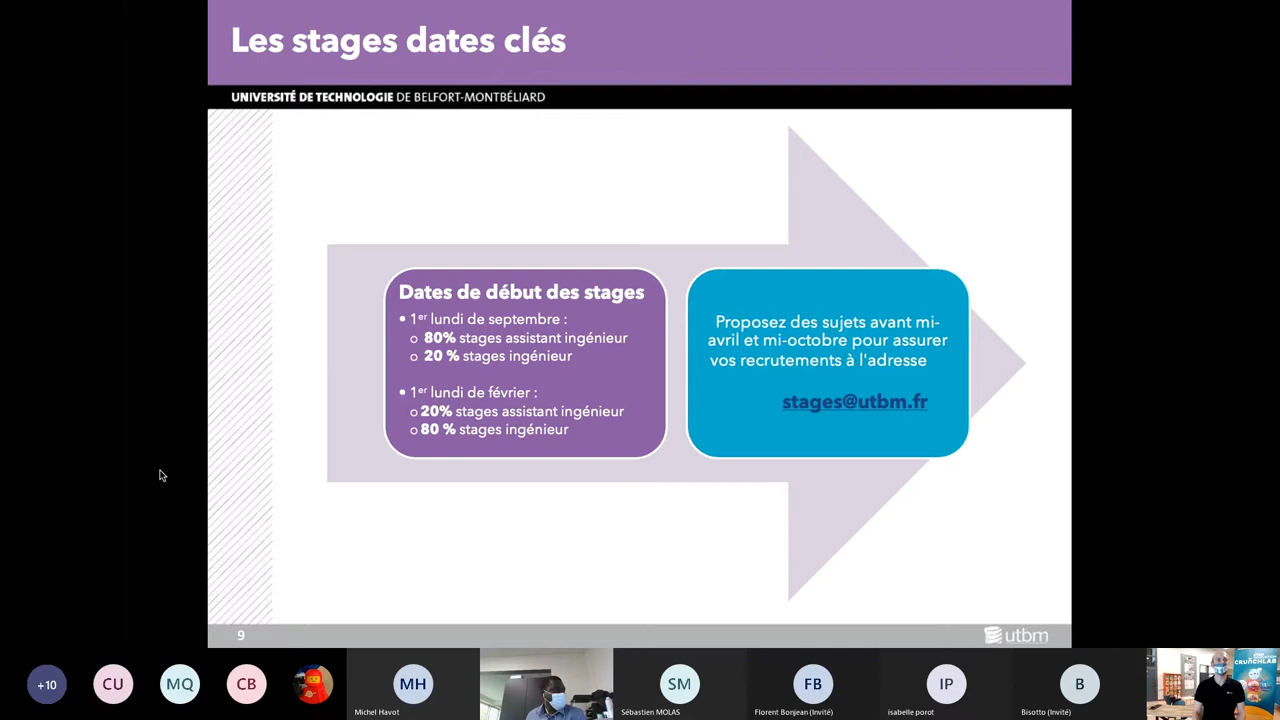 Les stages dates clés
UNIVERSITÉ DE TECHNOLOGIE DE BELFORT-MONTBÉLIARD
Dates de début des stages
• 1er lundi de septembre :
o 80% stages assistant ingénieur
o 20 % stages ingénieur
• 1er lundi de février :
o 20% stages assistant ingénieur
o 80 % stages ingénieur
Proposez des sujets avant mi-
avril et mi-octobre pour assurer
vos recrutements à l'adresse
stages@utbm.fr
9
utbm
+10
CU
MQ
CB
MH
Michel Havot
SM
Sébastien MOLAS
FB
Florent Bonjean (Invité)
IP
isabelle porot
B
Bisotto (Invité)
CRUNCHLAB